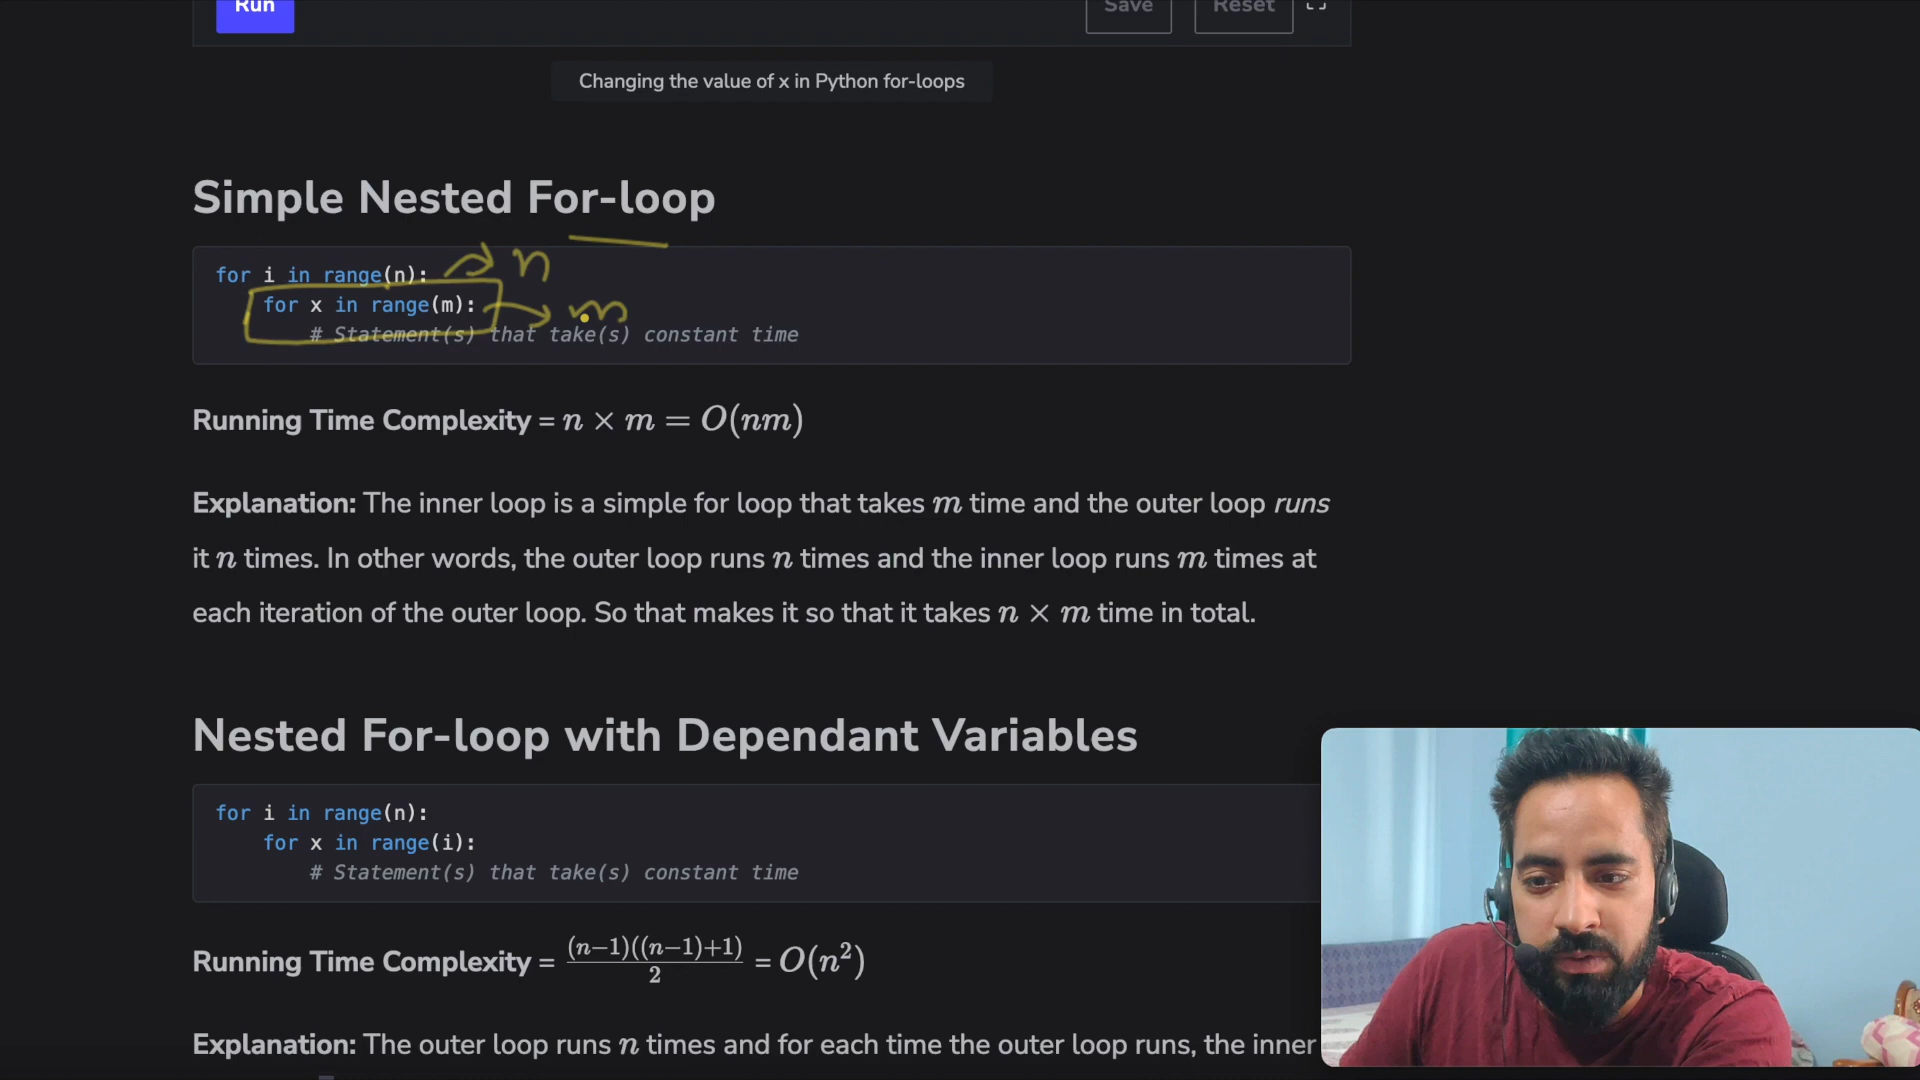 Run
Save
Reset
Changing the value of x in Python for-loops
Simple Nested For-loop
for i in range(n): n
for x in range(m): m
# Statement(s) that take(s) constant time
Running Time Complexity = n × m = O(nm)
Explanation: The inner loop is a simple for loop that takes m time and the outer loop runs
it n times. In other words, the outer loop runs n times and the inner loop runs m times at
each iteration of the outer loop. So that makes it so that it takes n × m time in total.
Nested For-loop with Dependant Variables
for i in range(n):
for x in range(i):
# Statement(s) that take(s) constant time
Running Time Complexity = (n−1)((n−1)+1)/2 = O(n²)
Explanation: The outer loop runs n times and for each time the outer loop runs, the inner